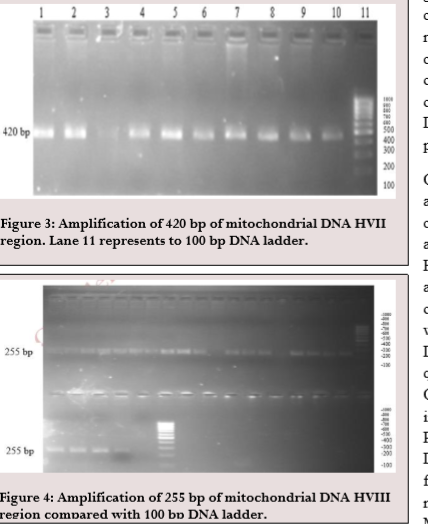 1 2 3 4 5 6 7 8 9 10 11
420 bp
500
400
300
200
100
Figure 3: Amplification of 420 bp of mitochondrial DNA HVII
region. Lane 11 represents to 100 bp DNA ladder.
255 bp
255 bp
Figure 4: Amplification of 255 bp of mitochondrial DNA HVIII
region compared with 100 bp DNA ladder.